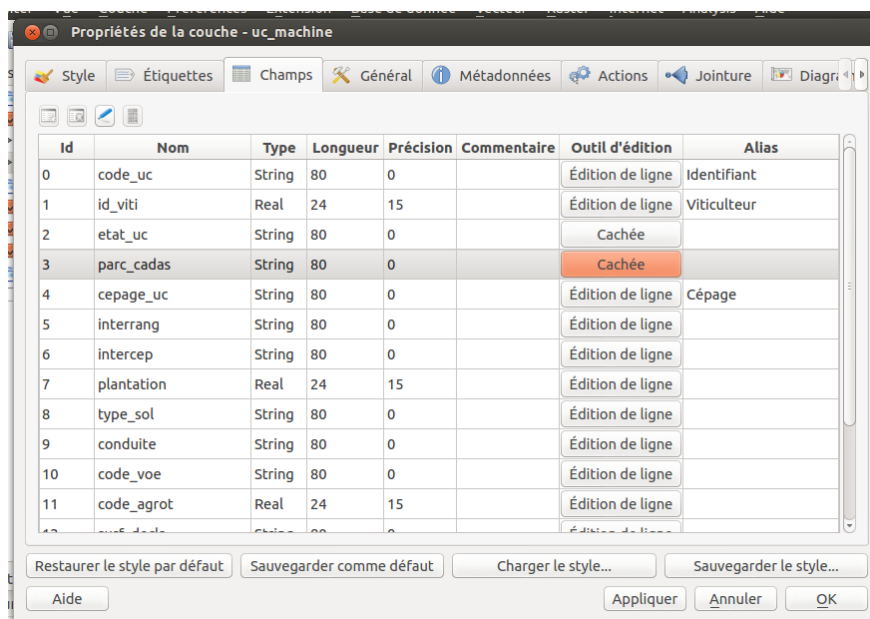 Propriétés de la couche - uc_machine
Style Étiquettes Champs Général Métadonnées Actions Jointure
Id Nom Type Longueur Précision Commentaire Outil d'édition Alias
0 code_uc String 80 0 Édition de ligne Identifiant
1 id_viti Real 24 15 Édition de ligne Viticulteur
2 etat_uc String 80 0 Cachée
3 parc_cadas String 80 0 Cachée
4 cepage_uc String 80 0 Édition de ligne Cépage
5 interrang String 80 0 Édition de ligne
6 intercep String 80 0 Édition de ligne
7 plantation Real 24 15 Édition de ligne
8 type_sol String 80 0 Édition de ligne
9 conduite String 80 0 Édition de ligne
10 code_voe String 80 0 Édition de ligne
11 code_agrot Real 24 15 Édition de ligne
Restaurer le style par défaut Sauvegarder comme défaut Charger le style... Sauvegarder le style...
Aide Appliquer Annuler OK